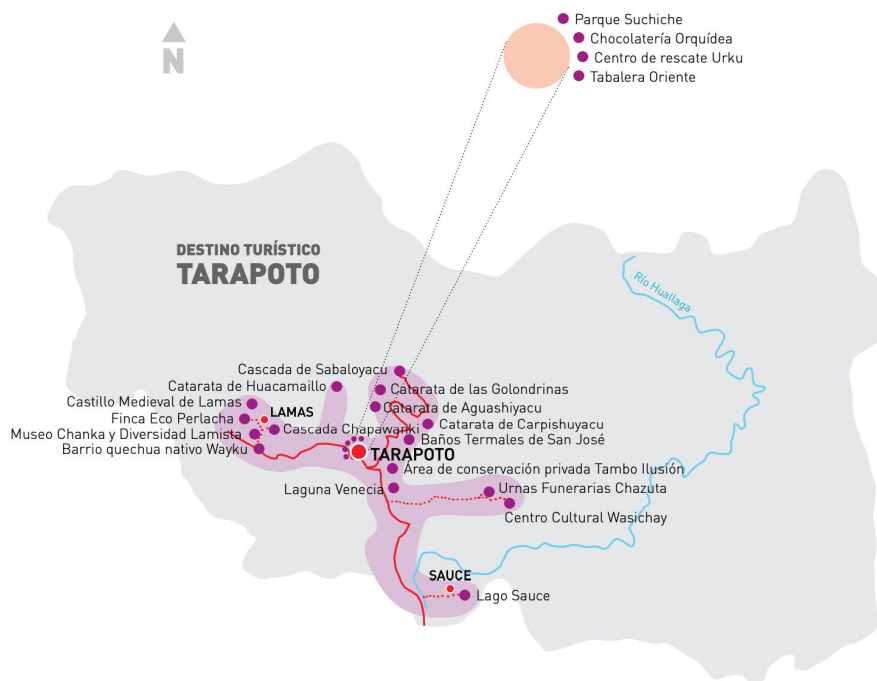 Parque Suchiche
Chocolatería Orquídea
Centro de rescate Urku
Tabalera Oriente
N
DESTINO TURÍSTICO
TARAPOTO
Río Huallaga
Cascada de Sabaloyacu
Catarata de Huacamaillo
Catarata de las Golondrinas
Castillo Medieval de Lamas
Catarata de Aguashiyacu
LAMAS
Finca Eco Perlacha
Cascada Chapawanki
Catarata de Carpishuyacu
Museo Chanka y Diversidad Lamista
Baños Termales de San José
Barrio quechua nativo Wayku
TARAPOTO
Área de conservación privada Tambo Ilusión
Laguna Venecia
Urnas Funerarias Chazuta
Centro Cultural Wasichay
SAUCE
Lago Sauce